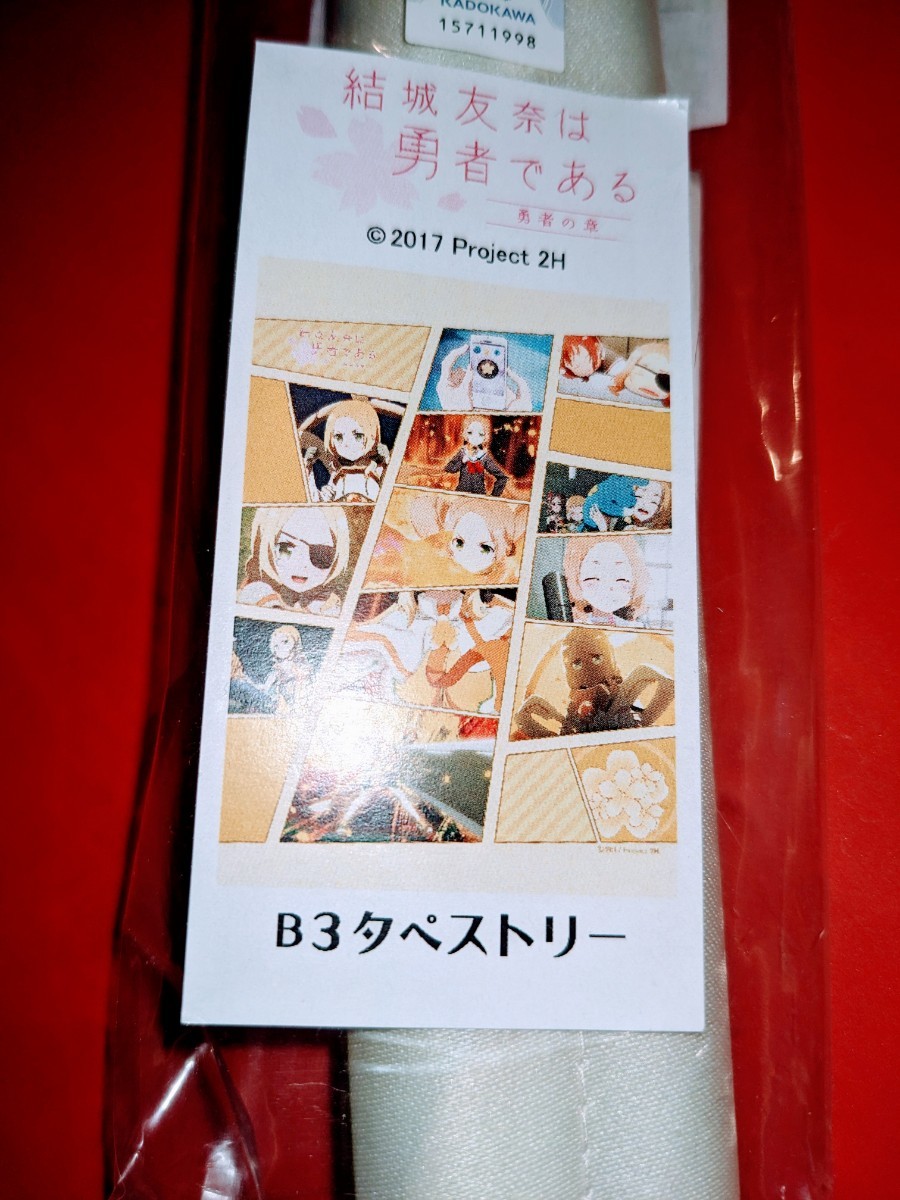 KADOKAWA
15711998
結城友奈は
勇者である
勇者の章
©2017 Project 2H
B3タペストリー